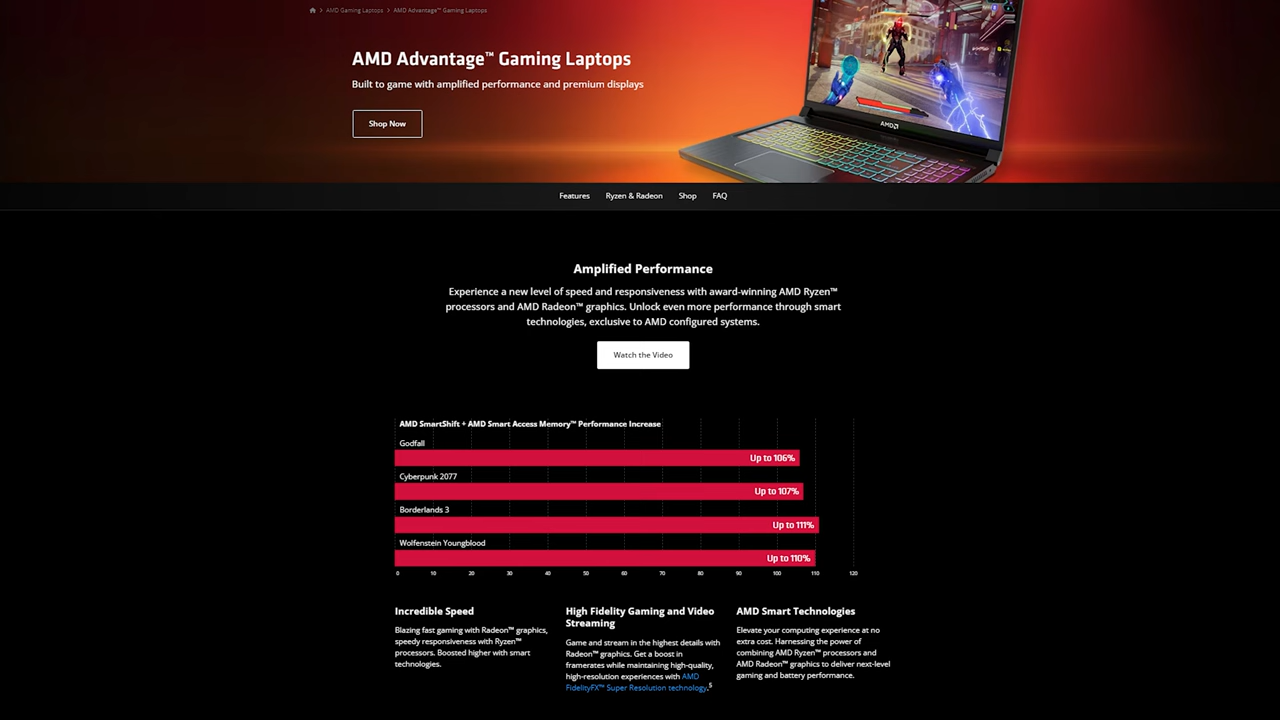 AMD Gaming Laptops > AMD Advantage™ Gaming Laptops
AMD Advantage™ Gaming Laptops
Built to game with amplified performance and premium displays
Shop Now
AMD
Features Ryzen & Radeon Shop FAQ
Amplified Performance
Experience a new level of speed and responsiveness with award-winning AMD Ryzen™
processors and AMD Radeon™ graphics. Unlock even more performance through smart
technologies, exclusive to AMD configured systems.
Watch the Video
AMD SmartShift + AMD Smart Access Memory™ Performance Increase
Godfall
Up to 106%
Cyberpunk 2077
Up to 107%
Borderlands 3
Up to 111%
Wolfenstein Youngblood
Up to 110%
0 10 20 30 40 50 60 70 80 90 100 110 120
Incredible Speed
Blazing fast gaming with Radeon™ graphics,
speedy responsiveness with Ryzen™
processors. Boosted higher with smart
technologies.
High Fidelity Gaming and Video
Streaming
Game and stream in the highest details with
Radeon™ graphics. Get a boost in
framerates while maintaining high-quality,
high-resolution experiences with AMD
FidelityFX™ Super Resolution technology.⁵
AMD Smart Technologies
Elevate your computing experience at no
extra cost. Harnessing the power of
combining AMD Ryzen™ processors and
AMD Radeon™ graphics to deliver next-level
gaming and battery performance.